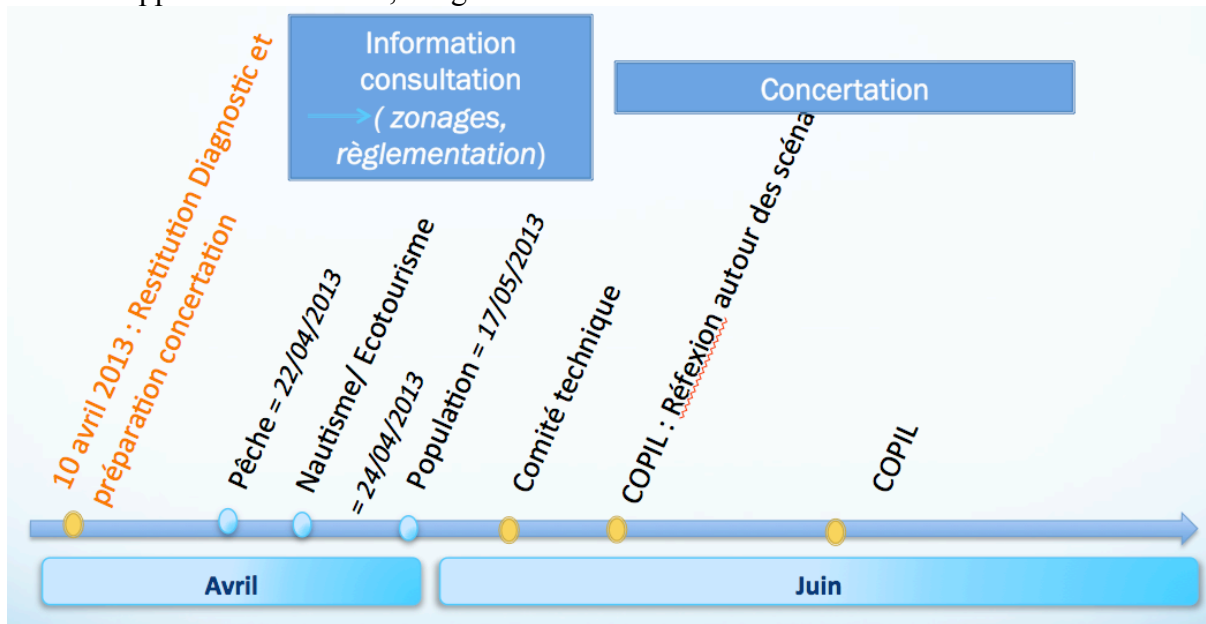 Information
consultation
( zonages,
règlementation)
Concertation
10 avril 2013 : Restitution Diagnostic et
préparation concertation
Pêche = 22/04/2013
Nautisme/ Ecotourisme
= 24/04/2013
Population = 17/05/2013
Comité technique
COPIL : Réfexion autour des scéna
COPIL
Avril
Juin